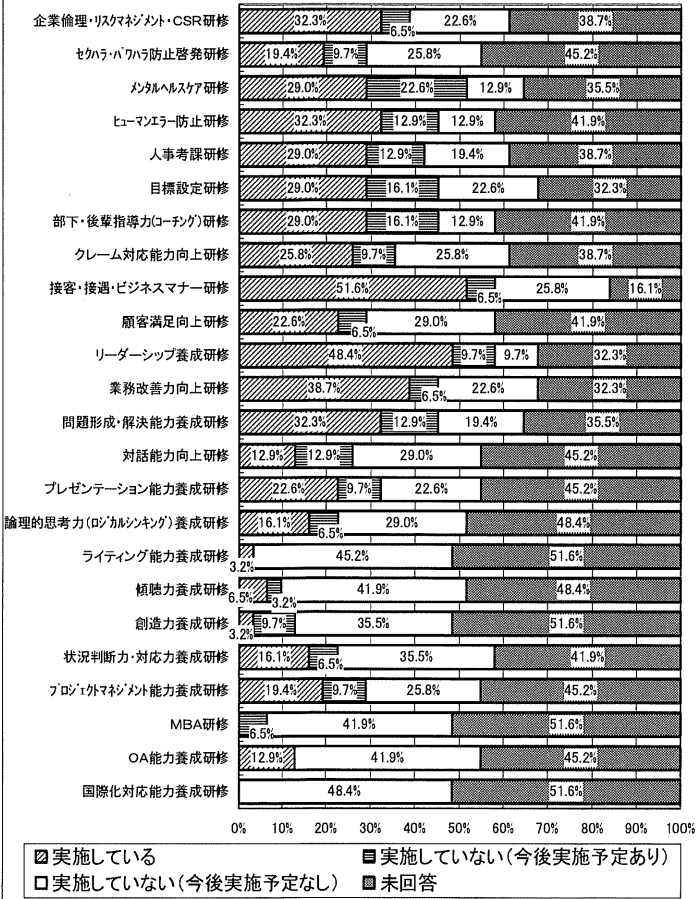 企業倫理・リスクマネジメント・CSR研修 32.3% 6.5% 22.6% 38.7%
セクハラ・パワハラ防止啓発研修 19.4% 9.7% 25.8% 45.2%
メンタルヘルスケア研修 29.0% 22.6% 12.9% 35.5%
ヒューマンエラー防止研修 32.3% 12.9% 12.9% 41.9%
人事考課研修 29.0% 12.9% 19.4% 38.7%
目標設定研修 29.0% 16.1% 22.6% 32.3%
部下・後輩指導力(コーチング)研修 29.0% 16.1% 12.9% 41.9%
クレーム対応能力向上研修 25.8% 9.7% 25.8% 38.7%
接客・接遇・ビジネスマナー研修 51.6% 6.5% 25.8% 16.1%
顧客満足向上研修 22.6% 6.5% 29.0% 41.9%
リーダーシップ養成研修 48.4% 9.7% 9.7% 32.3%
業務改善力向上研修 38.7% 6.5% 22.6% 32.3%
問題形成・解決能力養成研修 32.3% 12.9% 19.4% 35.5%
対話能力向上研修 12.9% 12.9% 29.0% 45.2%
プレゼンテーション能力養成研修 22.6% 9.7% 22.6% 45.2%
論理的思考力(ロジカルシンキング)養成研修 16.1% 6.5% 29.0% 48.4%
ライティング能力養成研修 3.2% 45.2% 51.6%
傾聴力養成研修 6.5% 3.2% 41.9% 48.4%
創造力養成研修 3.2% 9.7% 35.5% 51.6%
状況判断力・対応力養成研修 16.1% 6.5% 35.5% 41.9%
プロジェクトマネジメント能力養成研修 19.4% 9.7% 25.8% 45.2%
MBA研修 6.5% 41.9% 51.6%
OA能力養成研修 12.9% 41.9% 45.2%
国際化対応能力養成研修 48.4% 51.6%
0% 10% 20% 30% 40% 50% 60% 70% 80% 90% 100%
実施している 実施していない(今後実施予定あり)
実施していない(今後実施予定なし) 未回答